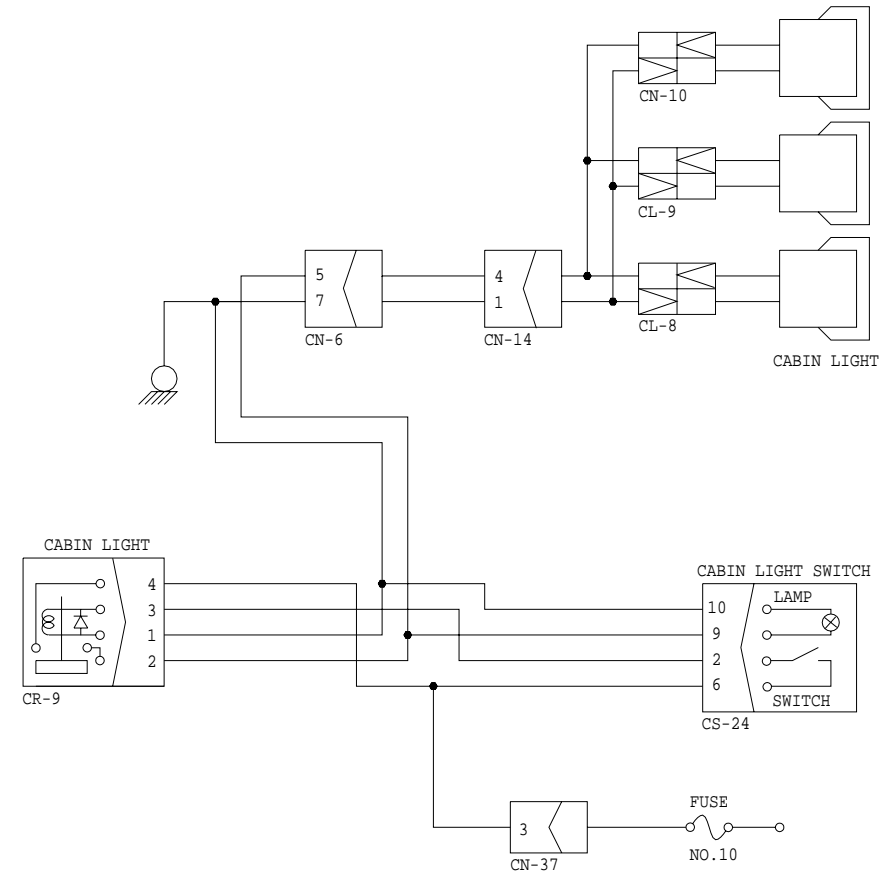 CN-10
CL-9
5
7
4
1
CN-6
CN-14
CL-8
CABIN LIGHT
CABIN LIGHT
4
3
1
2
CR-9
CABIN LIGHT SWITCH
LAMP
10
9
2
6
SWITCH
CS-24
FUSE
3
NO.10
CN-37